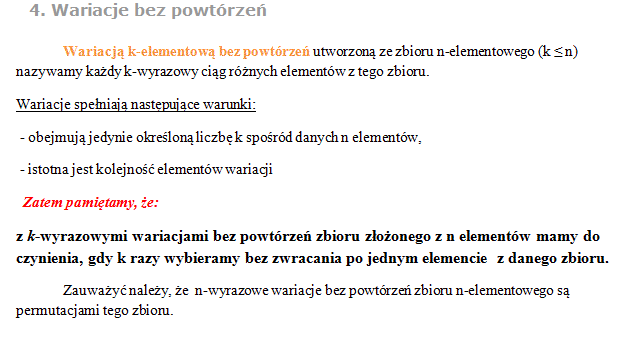 4. Wariacje bez powtórzeń
Wariacją k-elementową bez powtórzeń utworzoną ze zbioru n-elementowego (k ≤ n)
nazywamy każdy k-wyrazowy ciąg różnych elementów z tego zbioru.
Wariacje spełniają następujące warunki:
- obejmują jedynie określoną liczbę k spośród danych n elementów,
- istotna jest kolejność elementów wariacji
Zatem pamiętamy, że:
z k-wyrazowymi wariacjami bez powtórzeń zbioru złożonego z n elementów mamy do
czynienia, gdy k razy wybieramy bez zwracania po jednym elemencie z danego zbioru.
Zauważyć należy, że n-wyrazowe wariacje bez powtórzeń zbioru n-elementowego są
permutacjami tego zbioru.